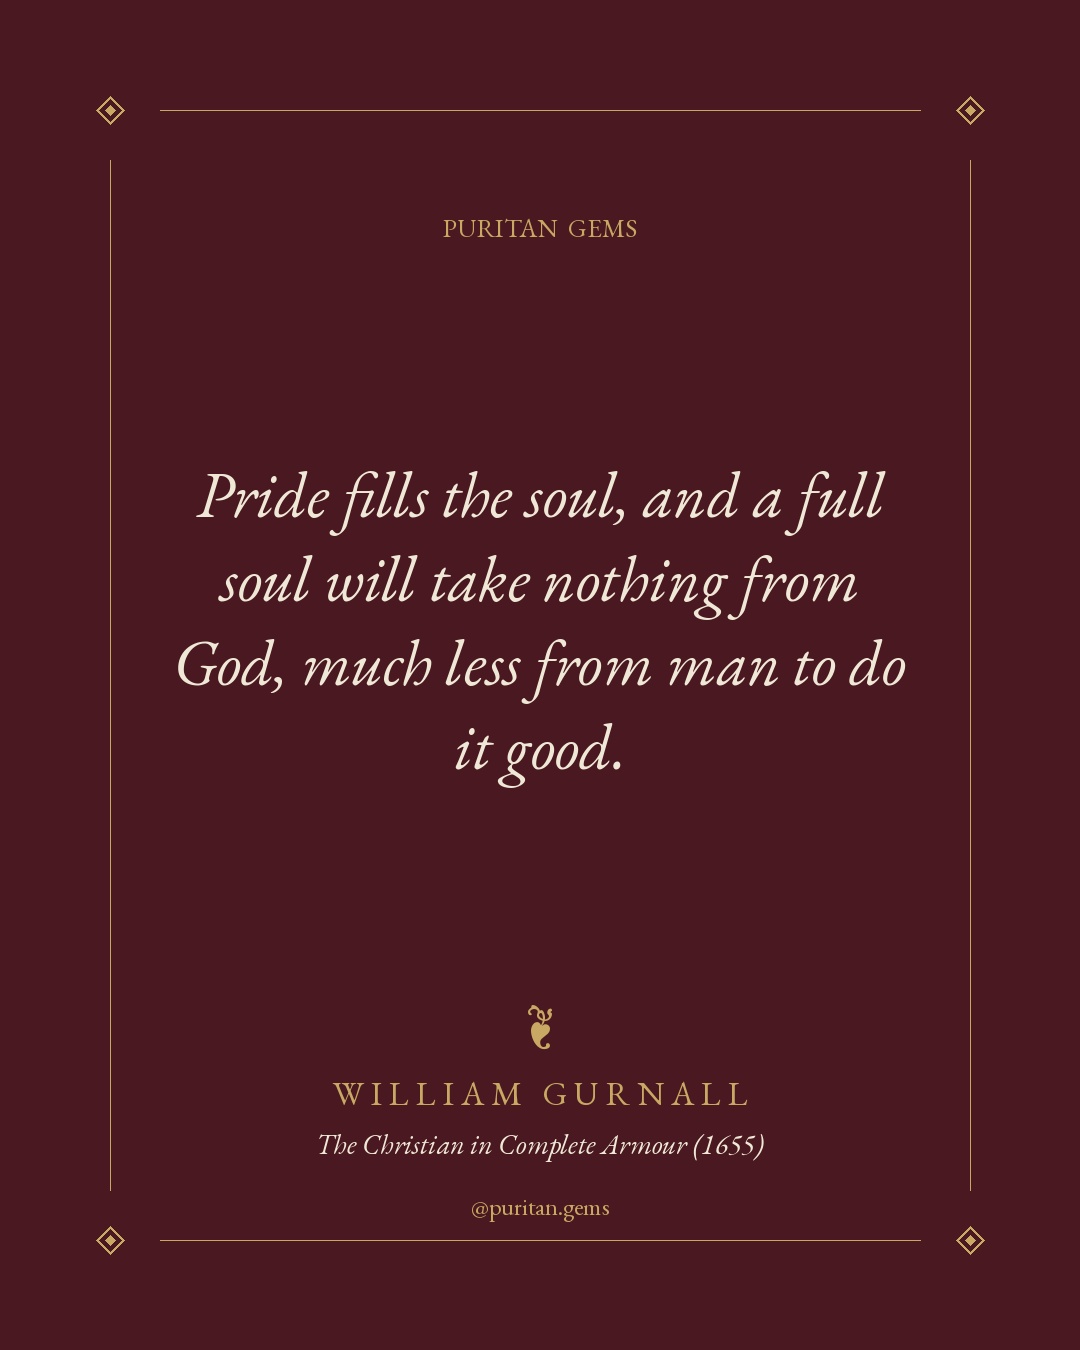 PURITAN GEMS
Pride fills the soul, and a full
soul will take nothing from
God, much less from man to do
it good.
WILLIAM GURNALL
The Christian in Complete Armour (1655)
@puritan.gems